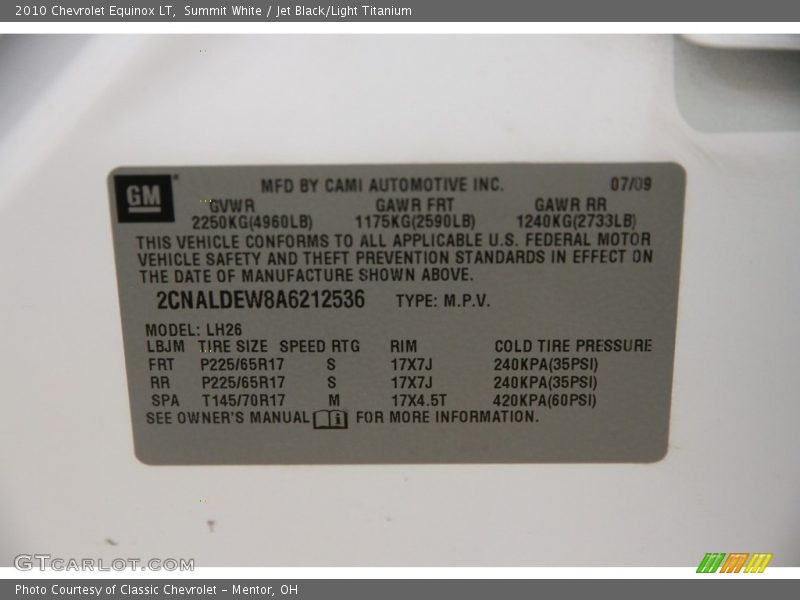 2010 Chevrolet Equinox LT,  Summit White / Jet Black/Light Titanium
GM
MFD BY CAMI AUTOMOTIVE INC. 07/09
GVWR GAWR FRT GAWR RR
2250KG(4960LB) 1175KG(2590LB) 1240KG(2733LB)
THIS VEHICLE CONFORMS TO ALL APPLICABLE U.S. FEDERAL MOTOR
VEHICLE SAFETY AND THEFT PREVENTION STANDARDS IN EFFECT ON
THE DATE OF MANUFACTURE SHOWN ABOVE.
2CNALDEW8A6212536 TYPE: M.P.V.
MODEL: LH26
LBJM TIRE SIZE SPEED RTG RIM COLD TIRE PRESSURE
FRT P225/65R17 S 17X7J 240KPA(35PSI)
RR P225/65R17 S 17X7J 240KPA(35PSI)
SPA T145/70R17 M 17X4.5T 420KPA(60PSI)
SEE OWNER'S MANUAL FOR MORE INFORMATION.
GTCARLOT.COM
Photo Courtesy of Classic Chevrolet - Mentor, OH